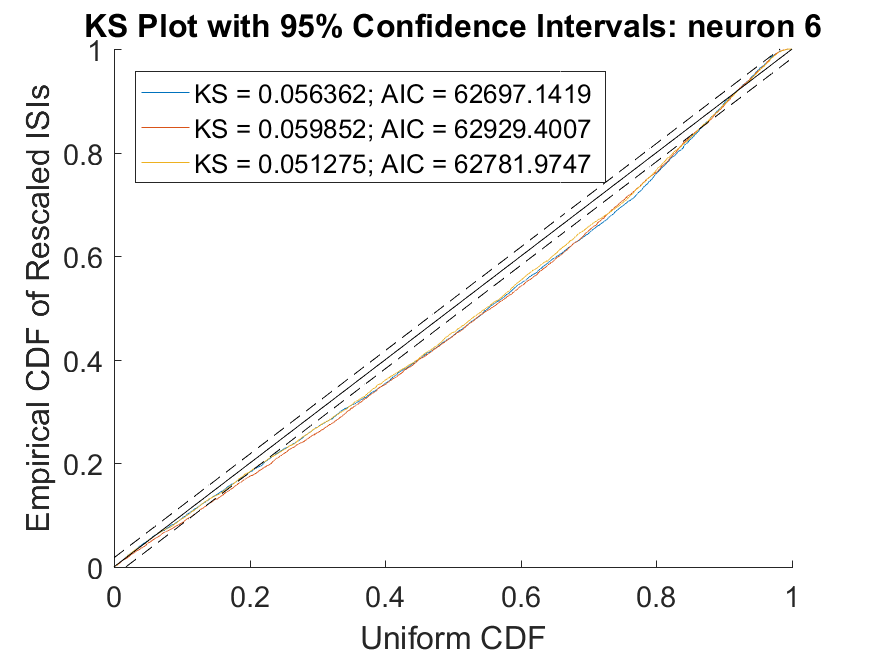 KS Plot with 95% Confidence Intervals: neuron 6
KS = 0.056362; AIC = 62697.1419
KS = 0.059852; AIC = 62929.4007
KS = 0.051275; AIC = 62781.9747
Empirical CDF of Rescaled ISIs
1
0.8
0.6
0.4
0.2
0
0 0.2 0.4 0.6 0.8 1
Uniform CDF